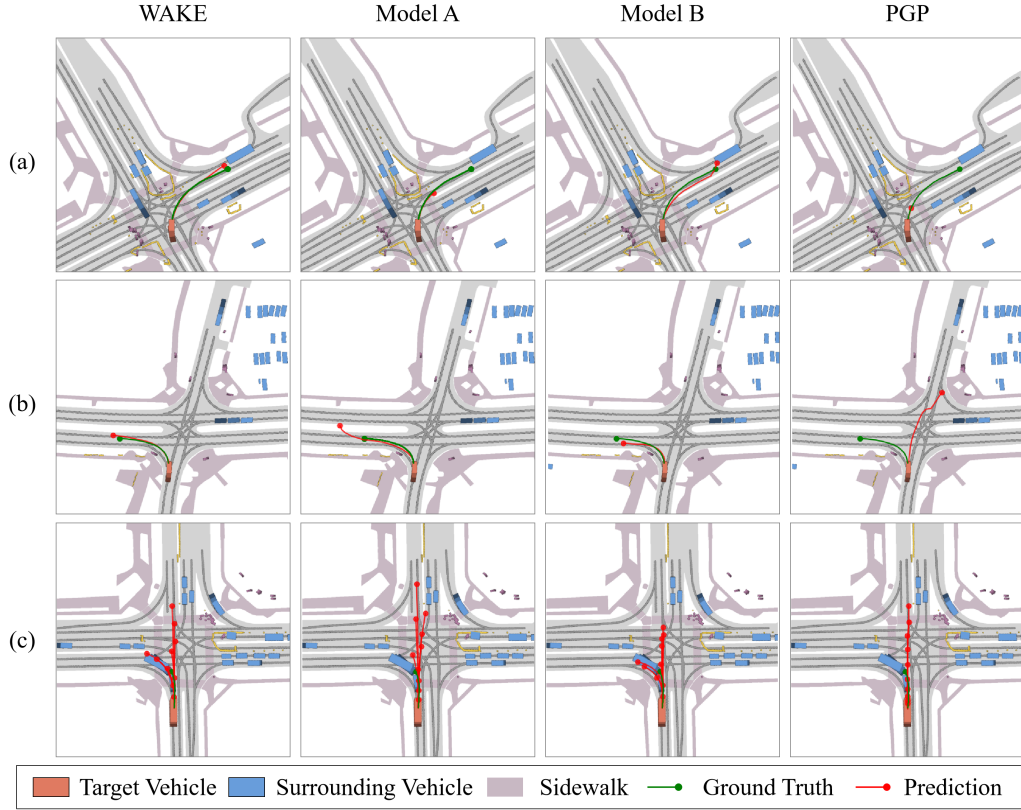 WAKE Model A Model B PGP
(a)
(b)
(c)
Target Vehicle Surrounding Vehicle Sidewalk Ground Truth Prediction